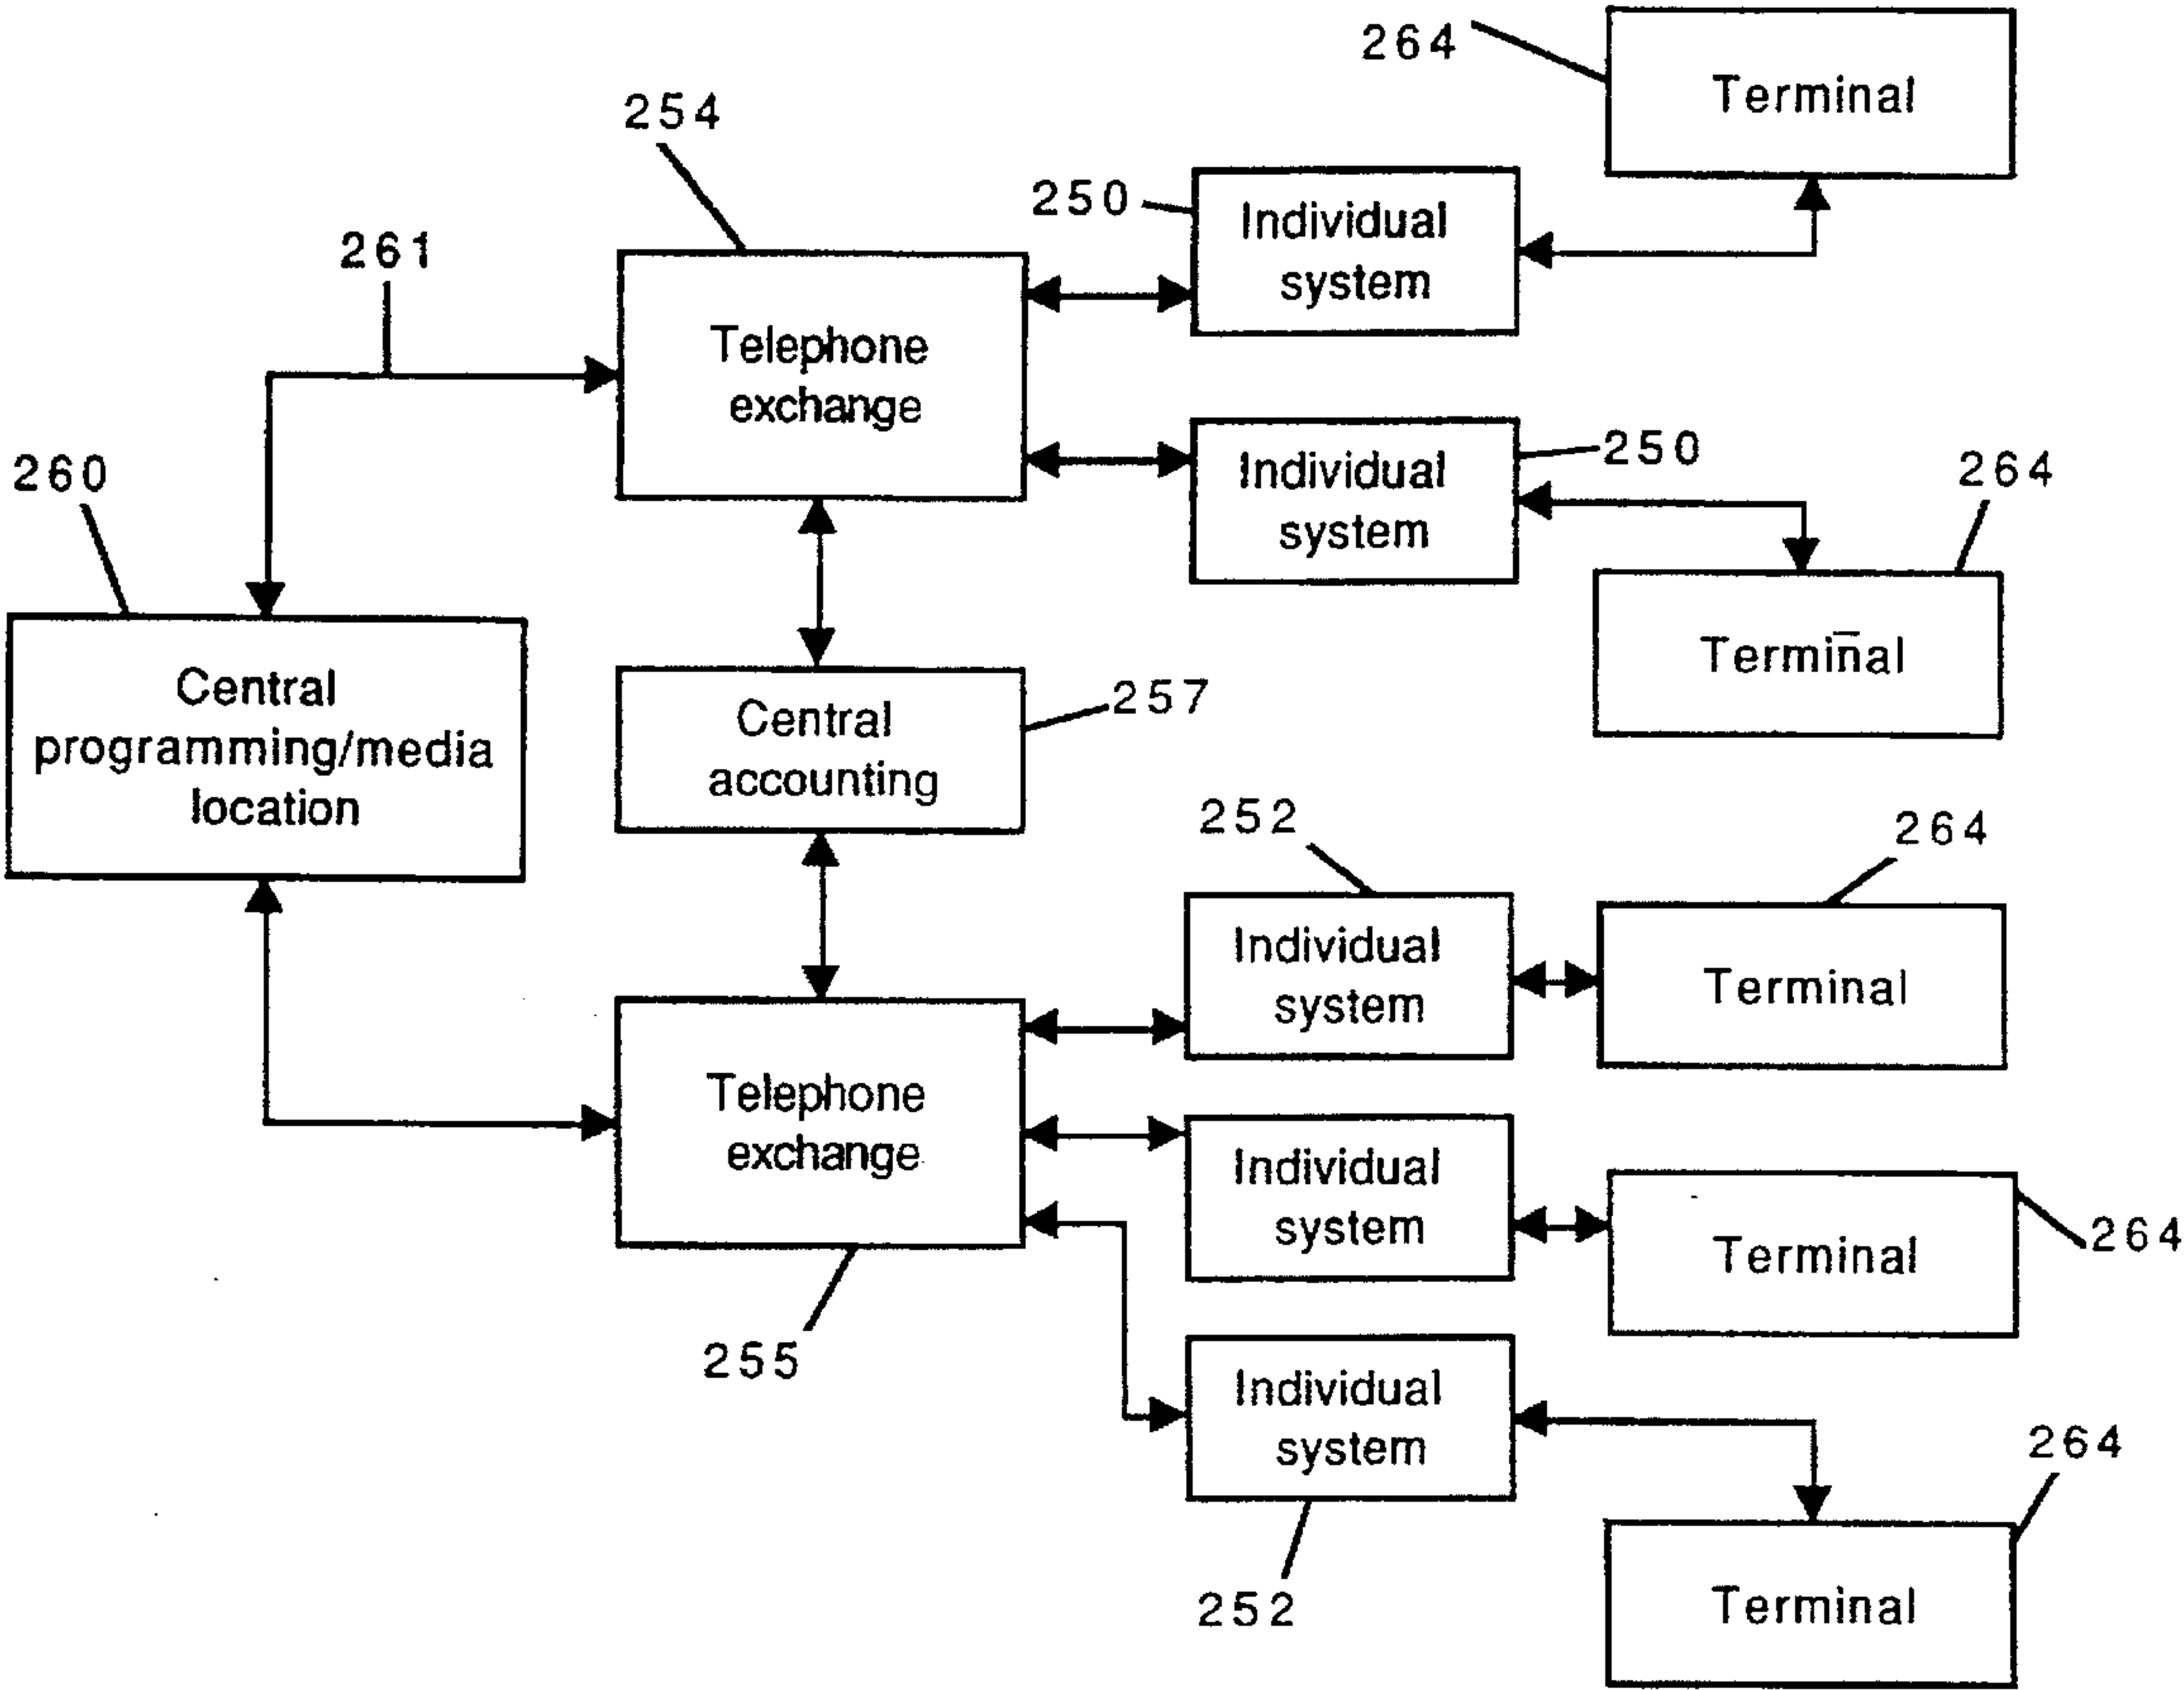 264
Terminal
254
250
Individual
system
261
Telephone
exchange
250
Individual
system
264
260
Terminal
Central
programming/media
location
257
Central
accounting
252
264
Individual
system
Terminal
Telephone
exchange
Individual
system
264
Terminal
255
Individual
system
264
252
Terminal